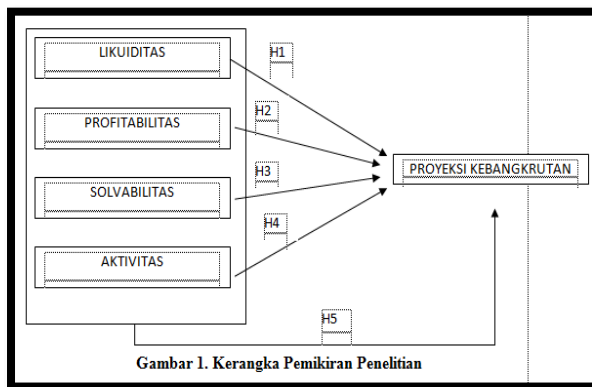 LIKUIDITAS
H1
PROFITABILITAS
H2
PROYEKSI KEBANGKRUTAN
SOLVABILITAS
H3
AKTIVITAS
H4
H5
Gambar 1. Kerangka Pemikiran Penelitian